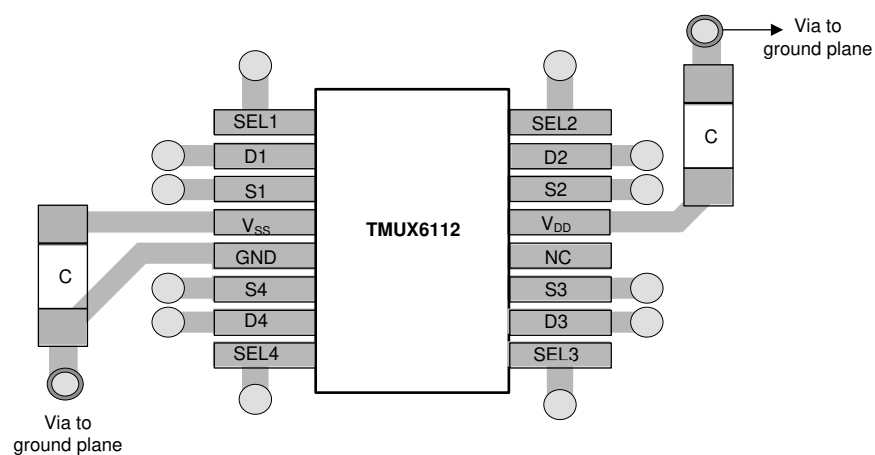 Via to
ground plane
SEL1
SEL2
C
D1
D2
S1
S2
VSS
TMUX6112
VDD
GND
NC
C
S4
S3
D4
D3
SEL4
SEL3
Via to
ground plane